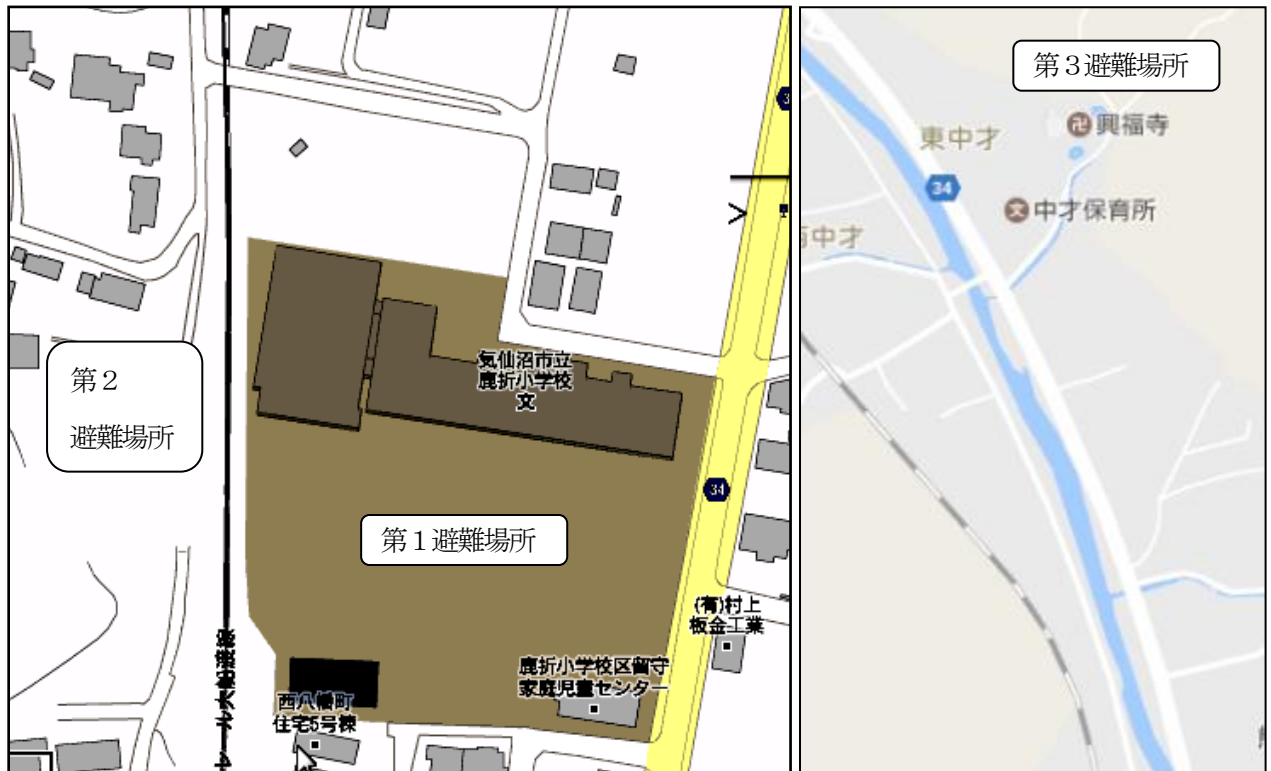 第２
避難場所
気仙沼市立
鹿折小学校
文
34
第１避難場所
(有)村上
板金工業
鹿折小学校区留守
家庭児童センター
西八幡町
住宅5号棟
第３避難場所
卍興福寺
東中才
34
文中才保育所
中才